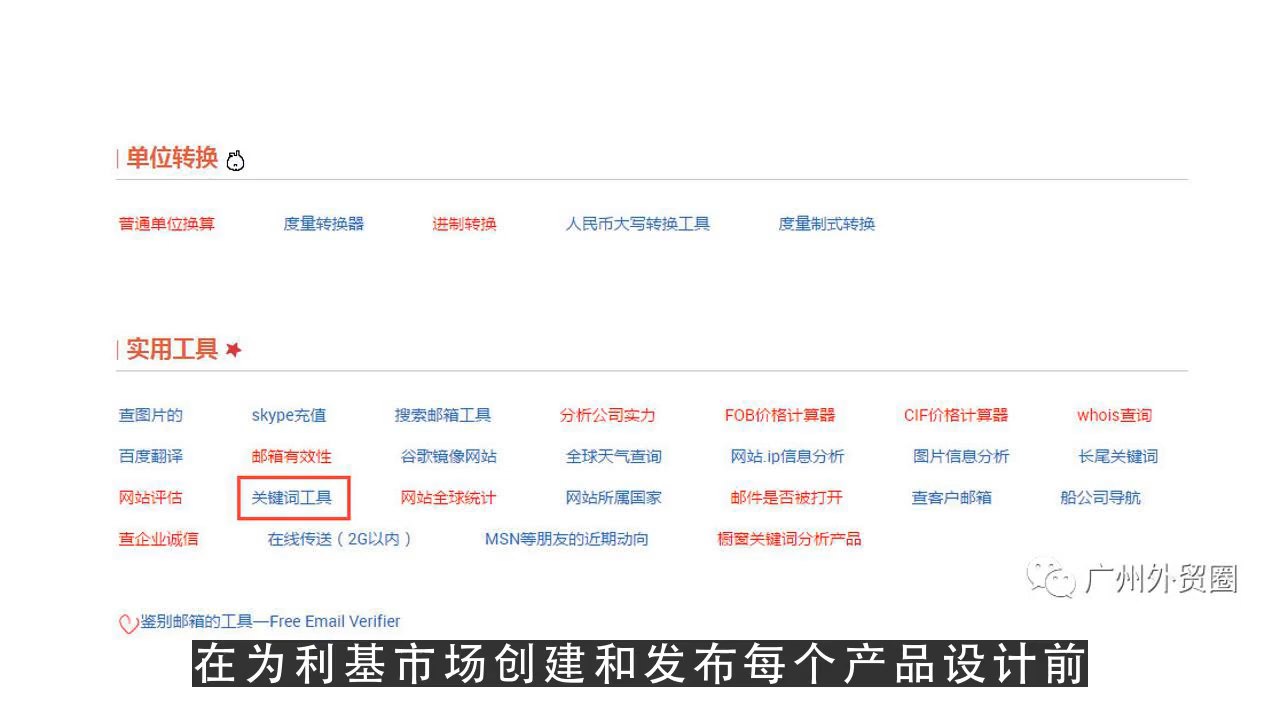 单位转换
普通单位换算 度量转换器 进制转换 人民币大写转换工具 度量制式转换
实用工具
查图片的 skype充值 搜索邮箱工具 分析公司实力 FOB价格计算器 CIF价格计算器 whois查询
百度翻译 邮箱有效性 谷歌镜像网站 全球天气查询 网站.ip信息分析 图片信息分析 长尾关键词
网站评估 关键词工具 网站全球统计 网站所属国家 邮件是否被打开 查客户邮箱 船公司导航
查企业诚信 在线传送（2G以内） MSN等朋友的近期动向 橱窗关键词分析产品
广州外贸圈
鉴别邮箱的工具—Free Email Verifier
在为利基市场创建和发布每个产品设计前